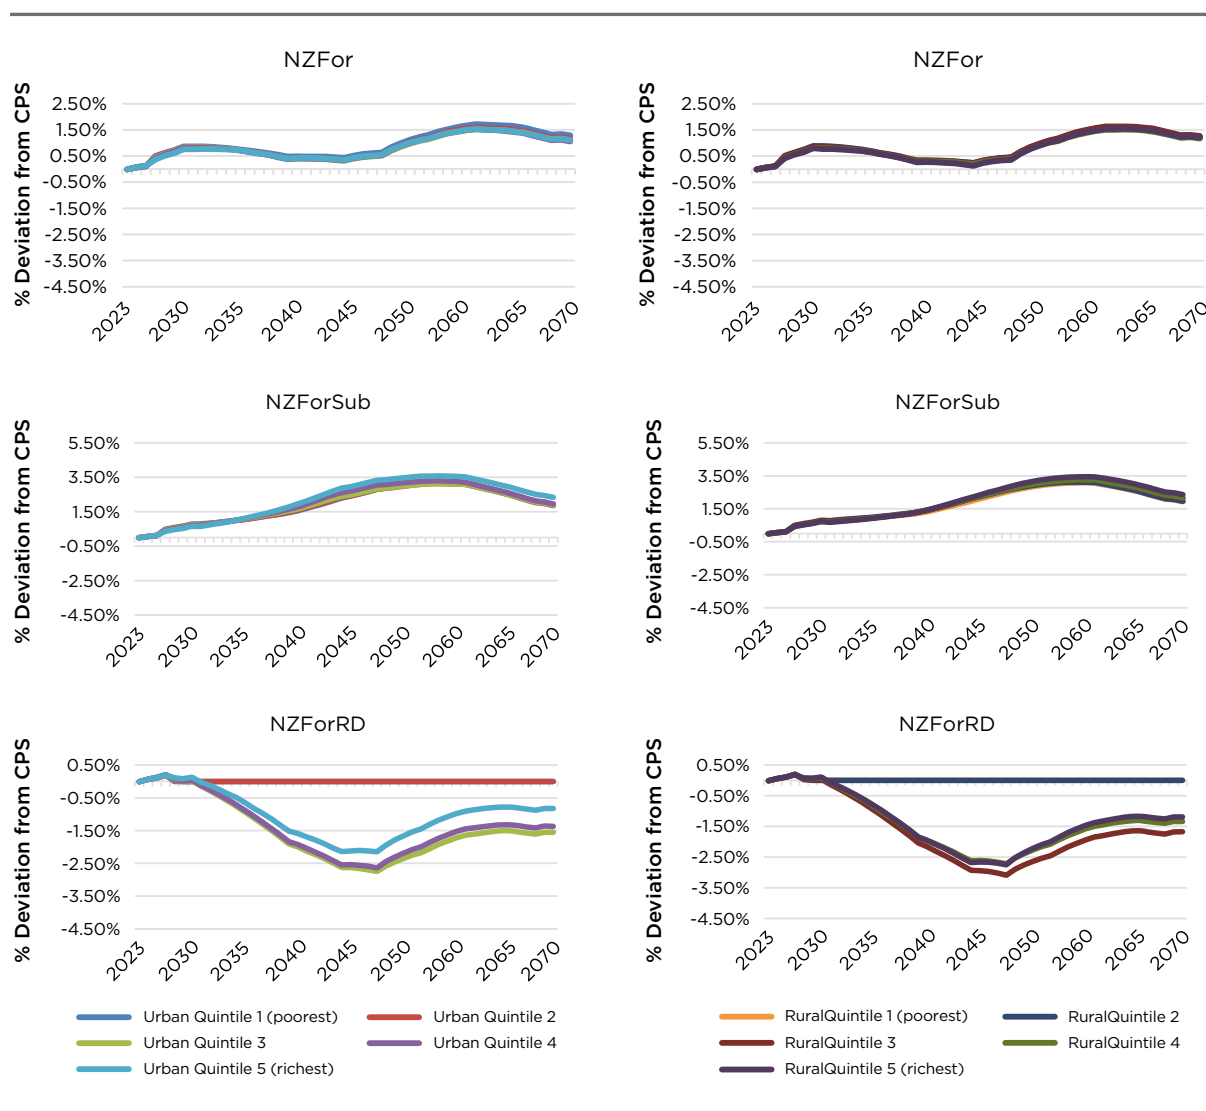 NZFor
% Deviation from CPS
2.50%
1.50%
0.50%
-0.50%
-1.50%
-2.50%
-3.50%
-4.50%
2023 2030 2035 2040 2045 2050 2060 2065 2070
NZFor
% Deviation from CPS
2.50%
1.50%
0.50%
-0.50%
-1.50%
-2.50%
-3.50%
-4.50%
2023 2030 2035 2040 2045 2050 2060 2065 2070
NZForSub
% Deviation from CPS
5.50%
3.50%
1.50%
-0.50%
-2.50%
-4.50%
2023 2030 2035 2040 2045 2050 2060 2065 2070
NZForSub
% Deviation from CPS
5.50%
3.50%
1.50%
-0.50%
-2.50%
-4.50%
2023 2030 2035 2040 2045 2050 2060 2065 2070
NZForRD
% Deviation from CPS
0.50%
-0.50%
-1.50%
-2.50%
-3.50%
-4.50%
2023 2030 2035 2040 2045 2050 2060 2065 2070
NZForRD
% Deviation from CPS
0.50%
-0.50%
-1.50%
-2.50%
-3.50%
-4.50%
2023 2030 2035 2040 2045 2050 2060 2065 2070
Urban Quintile 1 (poorest) Urban Quintile 2
Urban Quintile 3 Urban Quintile 4
Urban Quintile 5 (richest)
RuralQuintile 1 (poorest) RuralQuintile 2
RuralQuintile 3 RuralQuintile 4
RuralQuintile 5 (richest)